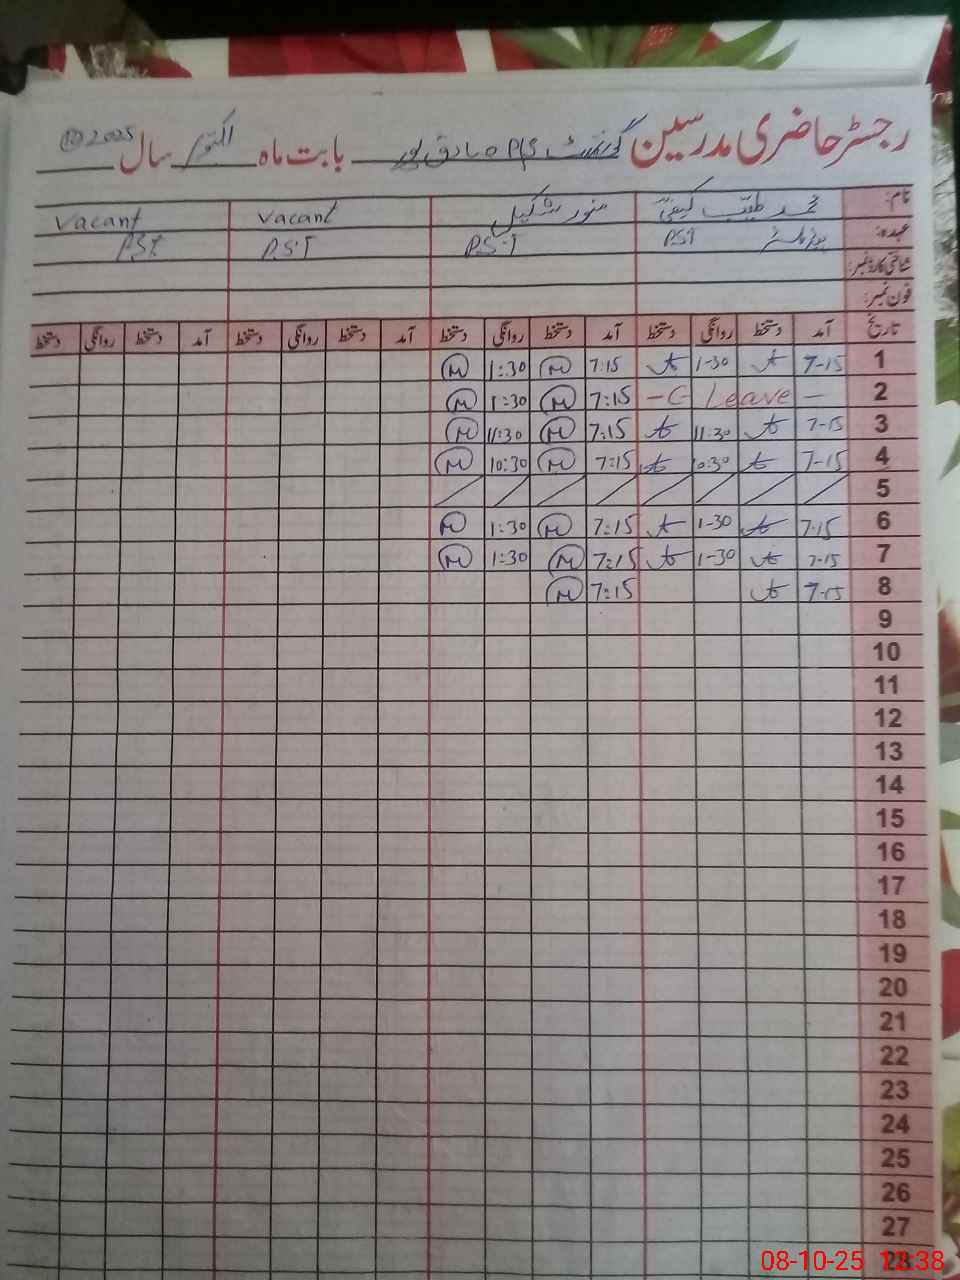 رجسٹر حاضری مدرسین گورنمنٹ P/S صادق پور بابت ماہ اکتوبر سال 2025
نام: محمد طیب منور شکیل Vacant Vacant
عہدہ: ہیڈ ماسٹر PST P.S.T P.S.T PST
شناختی کارڈ نمبر:
فون نمبر:
تاریخ آمد دستخط روانگی دستخط آمد دستخط روانگی دستخط آمد دستخط روانگی دستخط آمد دستخط روانگی دستخط
1 7-15 1-30 7:15 M 1:30 M
2 — C Leave — 7:15 M 1:30 M
3 7-15 11:30 7:15 M 11:30 M
4 7-15 10:30 7:15 M 10:30 M
5
6 7-15 1-30 7:15 M 1:30 M
7 7-15 1-30 7:15 M 1:30 M
8 7-15 7:15 M
9
10
11
12
13
14
15
16
17
18
19
20
21
22
23
24
25
26
27
28
08-10-25 12:38